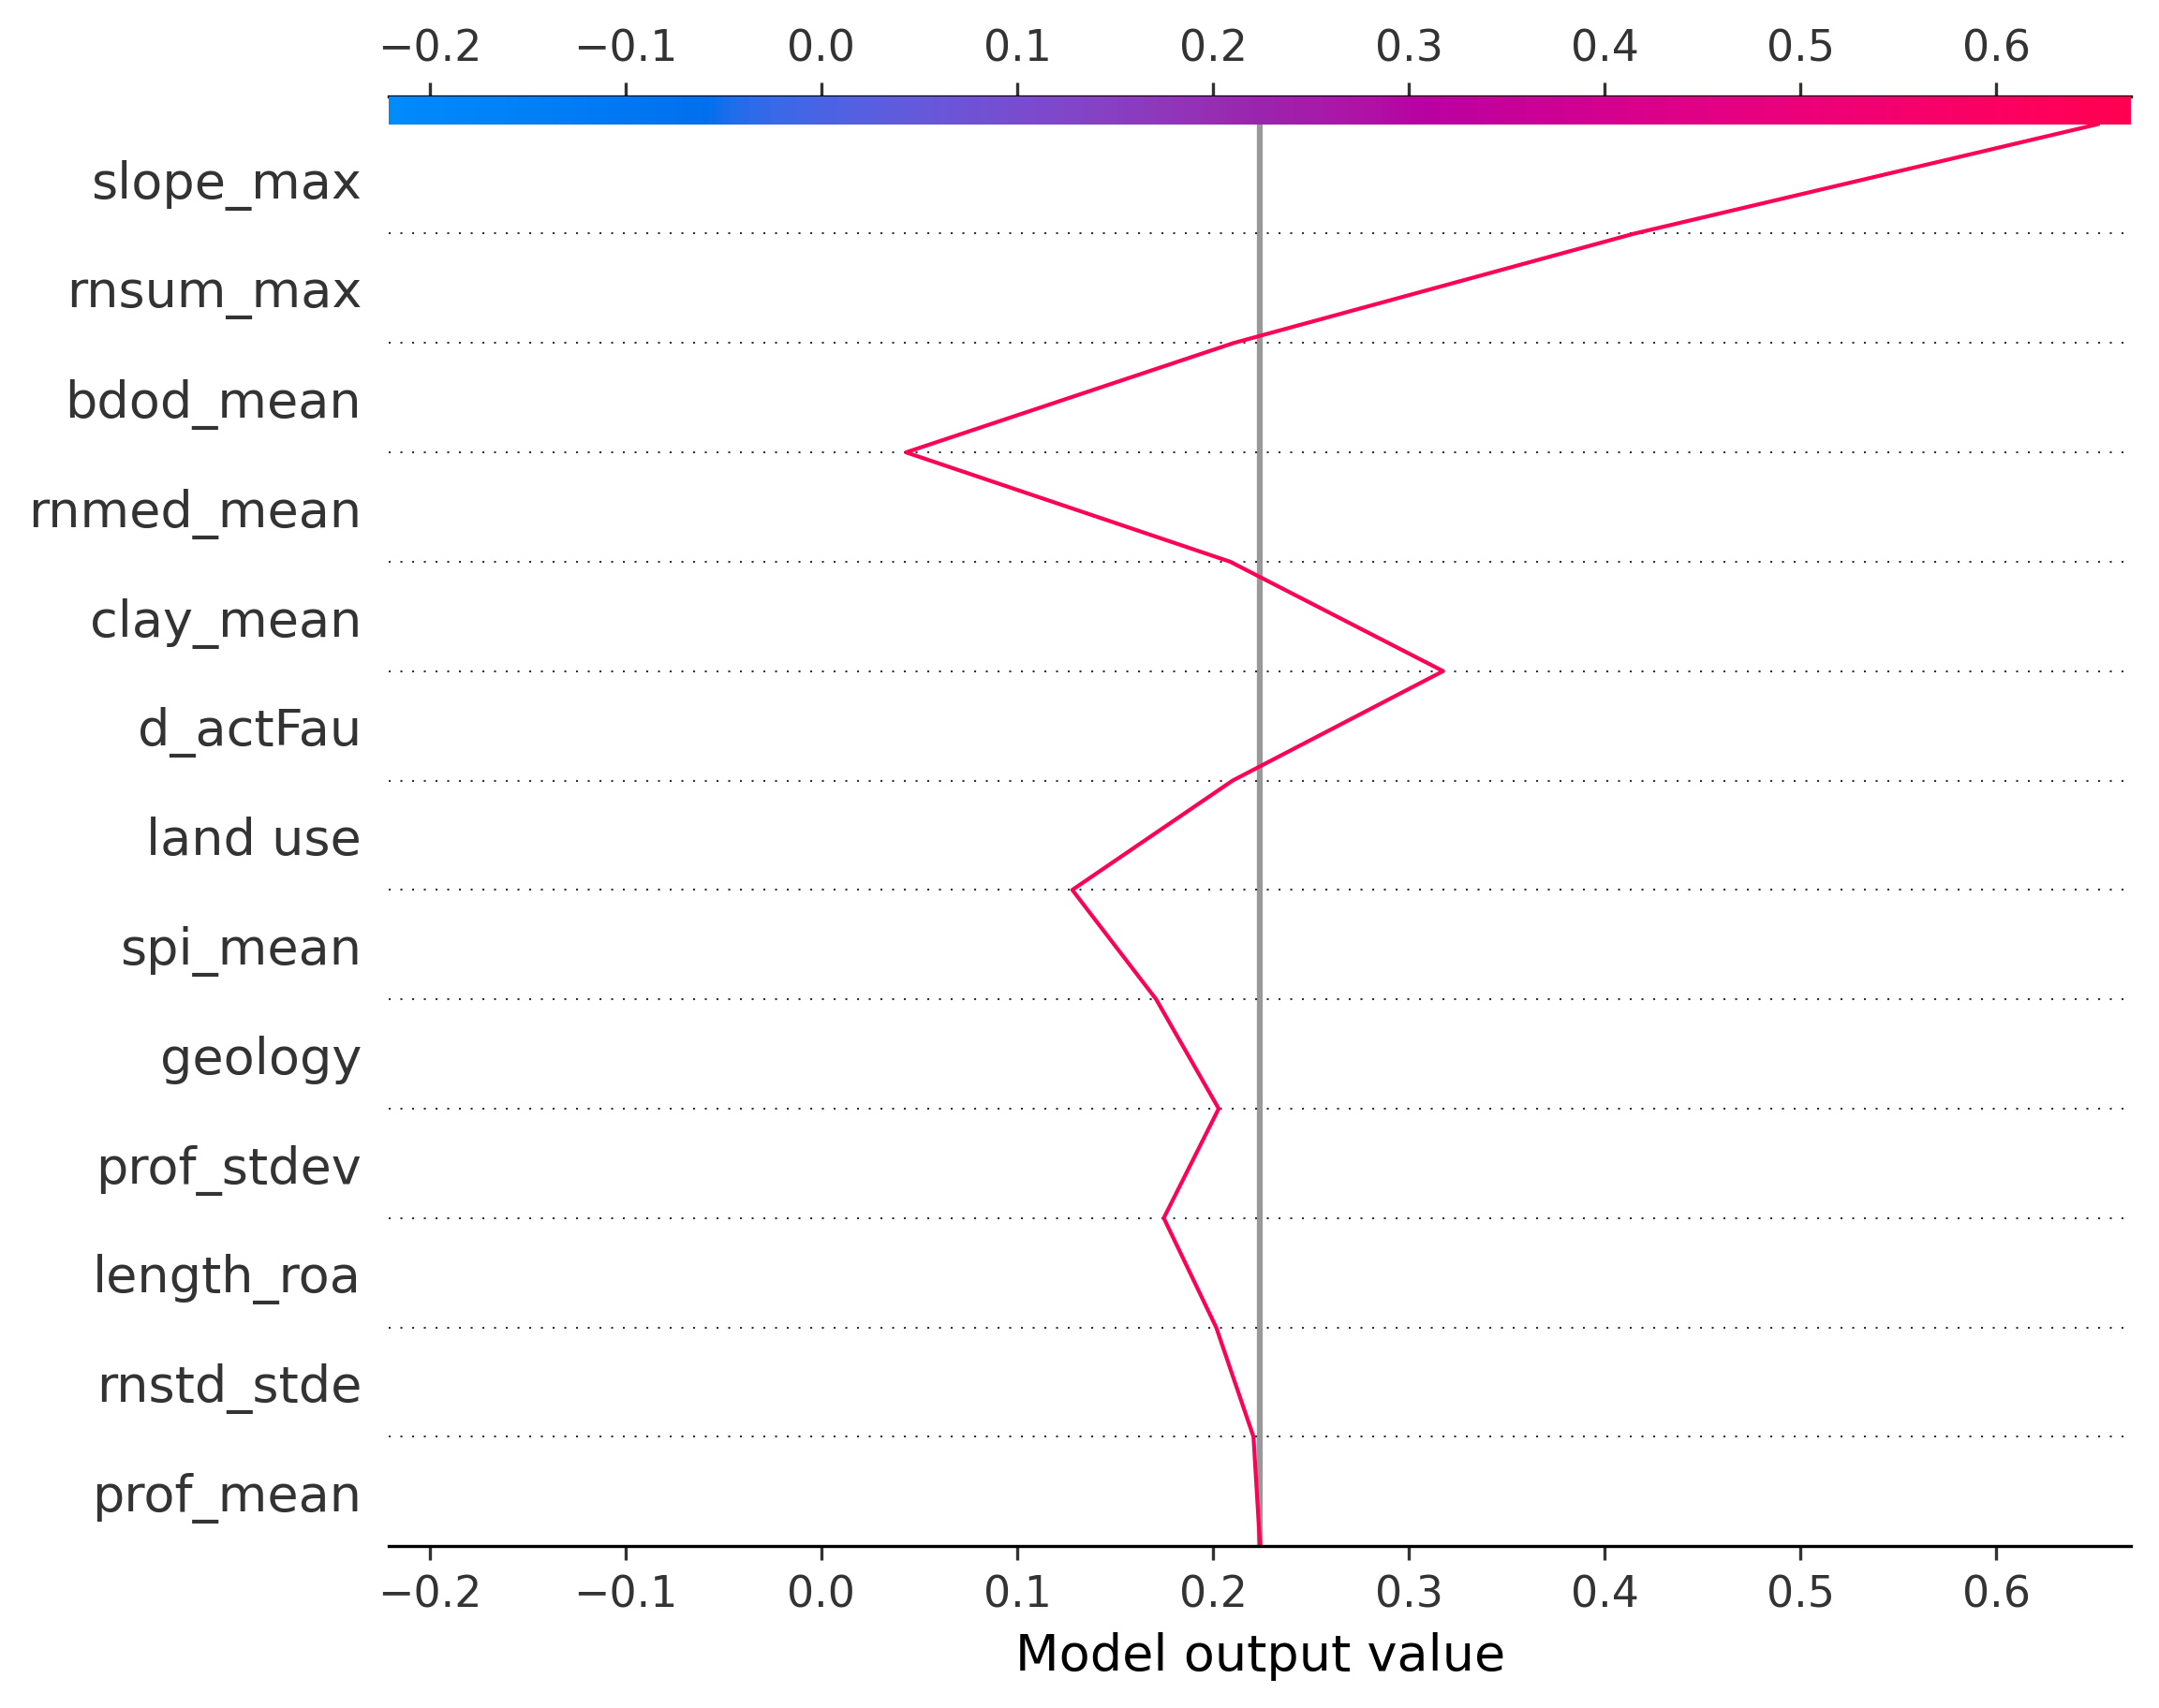 −0.2 −0.1 0.0 0.1 0.2 0.3 0.4 0.5 0.6
slope_max
rnsum_max
bdod_mean
rnmed_mean
clay_mean
d_actFau
land use
spi_mean
geology
prof_stdev
length_roa
rnstd_stde
prof_mean
−0.2 −0.1 0.0 0.1 0.2 0.3 0.4 0.5 0.6
Model output value